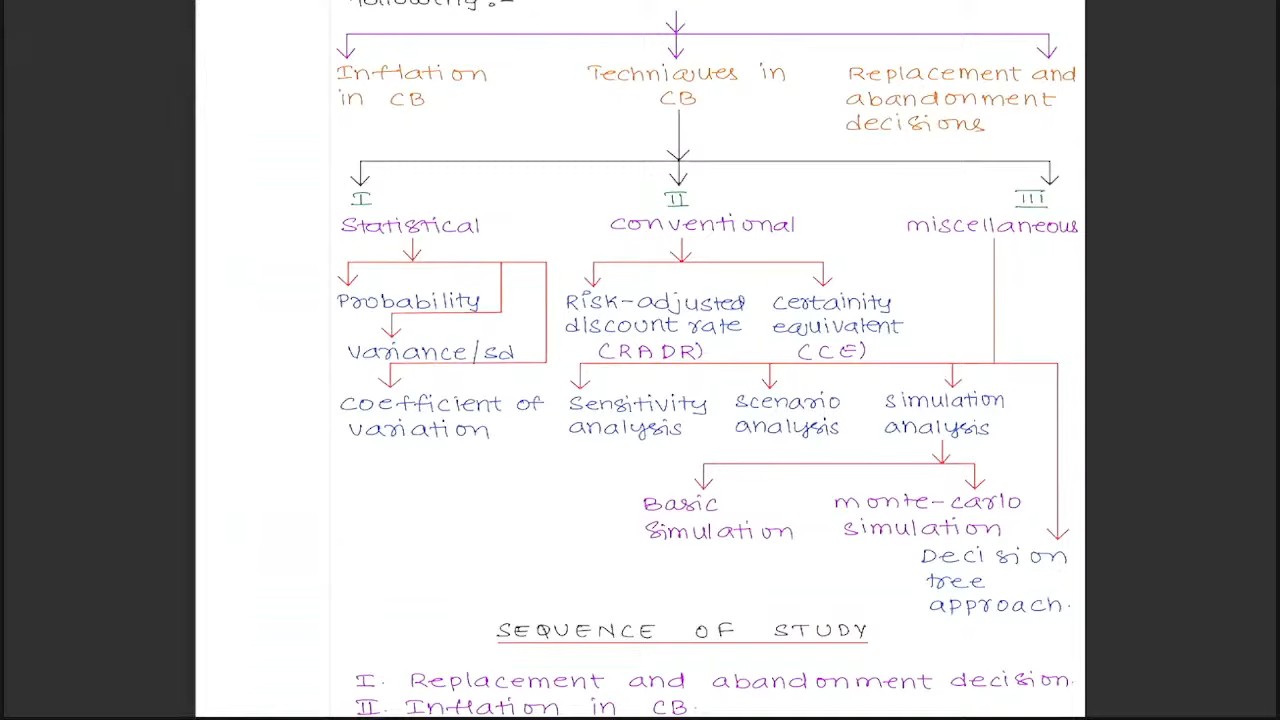 following :-
Inflation
in CB
Techniques in
CB
Replacement and
abandonment
decisions
I
Statistical
II
conventional
III
miscellaneous
Probability
variance/sd
coefficient of
variation
Risk-adjusted
discount rate
(RADR)
certainity
equivalent
(CE)
Sensitivity
analysis
scenario
analysis
simulation
analysis
Basic
simulation
monte-carlo
simulation
Decision
tree
approach.
SEQUENCE OF STUDY
I. Replacement and abandonment decision.
II. Inflation in CB.